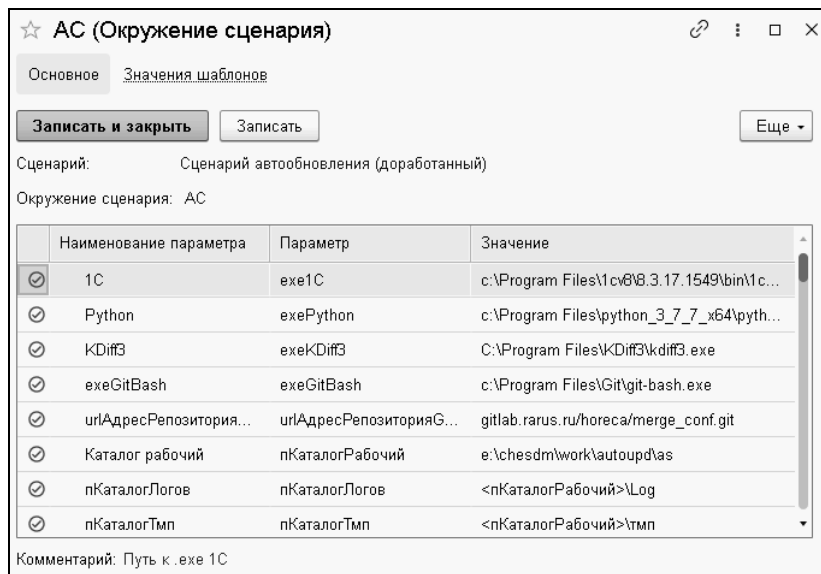 АС (Окружение сценария)
Основное Значения шаблонов
Записать и закрыть Записать Еще
Сценарий: Сценарий автообновления (доработанный)
Окружение сценария: АС
Наименование параметра Параметр Значение
1С exe1C c:\Program Files\1cv8\8.3.17.1549\bin\1c...
Python exePython c:\Program Files\python_3_7_7_x64\pyth...
KDiff3 exeKDiff3 C:\Program Files\KDiff3\kdiff3.exe
exeGitBash exeGitBash c:\Program Files\Git\git-bash.exe
urlАдресРепозитория... urlАдресРепозиторияG... gitlab.rarus.ru/horeca/merge_conf.git
Каталог рабочий пКаталогРабочий e:\chesdm\work\autoupd\as
пКаталогЛогов пКаталогЛогов <пКаталогРабочий>\Log
пКаталогТмп пКаталогТмп <пКаталогРабочий>\тмп
Комментарий: Путь к .exe 1С